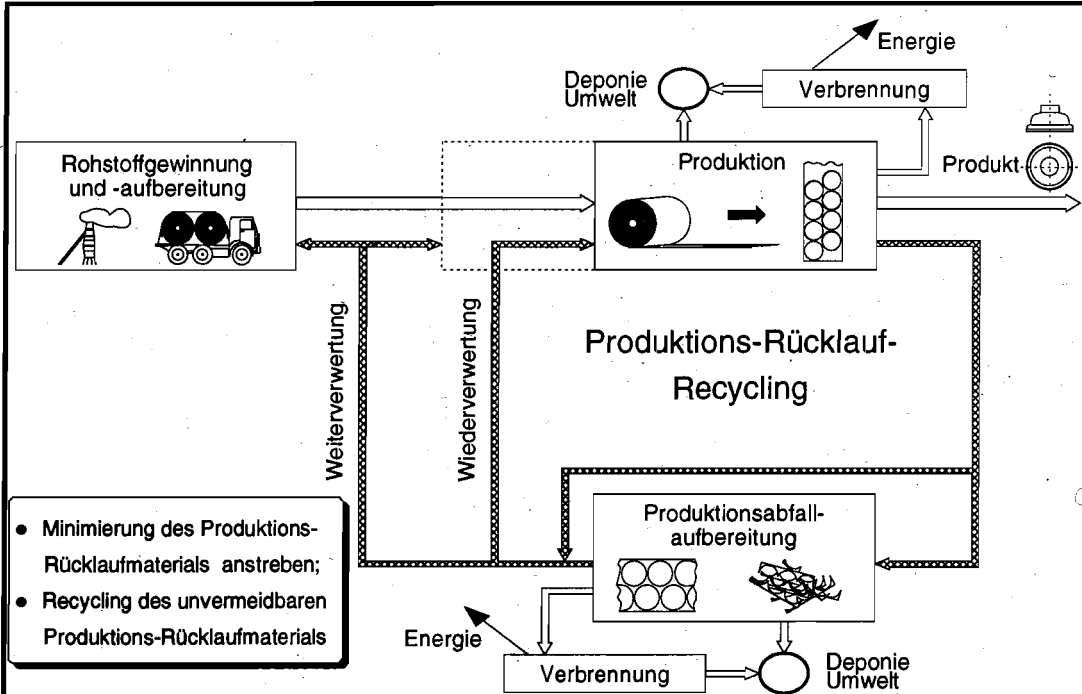 Energie
Deponie
Umwelt
Verbrennung
Rohstoffgewinnung
und -aufbereitung
Produktion
Produkt
Weiterverwertung
Wiederverwertung
Produktions-Rücklauf-
Recycling
Produktionsabfall-
aufbereitung
• Minimierung des Produktions-
Rücklaufmaterials anstreben;
• Recycling des unvermeidbaren
Produktions-Rücklaufmaterials
Energie
Verbrennung
Deponie
Umwelt